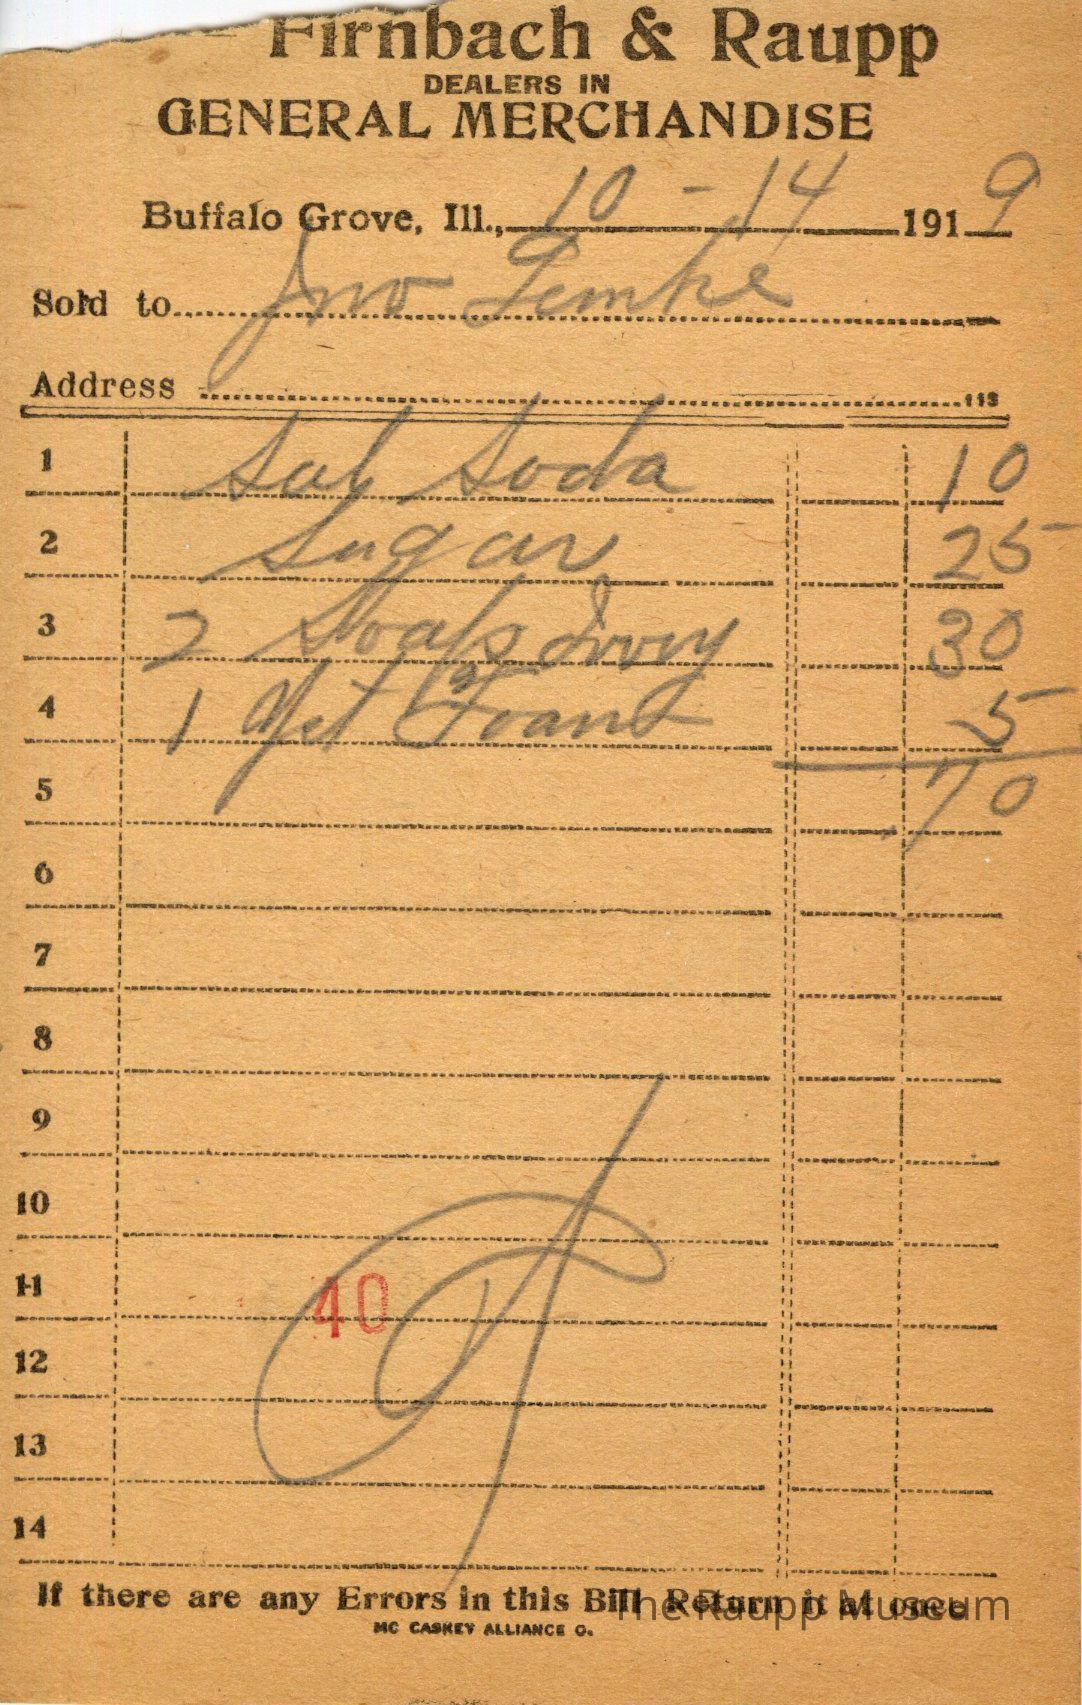 Firnbach & Raupp
DEALERS IN
GENERAL MERCHANDISE
Buffalo Grove, Ill., 10-14 1919
Sold to Jno Lemke
Address
113
1 Sal Soda 10
2 Sugar 25
3 2 Soaps Ivory 30
4 1 Yst Foam 5
5 70
6
7
8
9
10
11 40
12
13
14
If there are any Errors in this Bill Return it at once
The Raupp Museum
MC CASKEY ALLIANCE O.